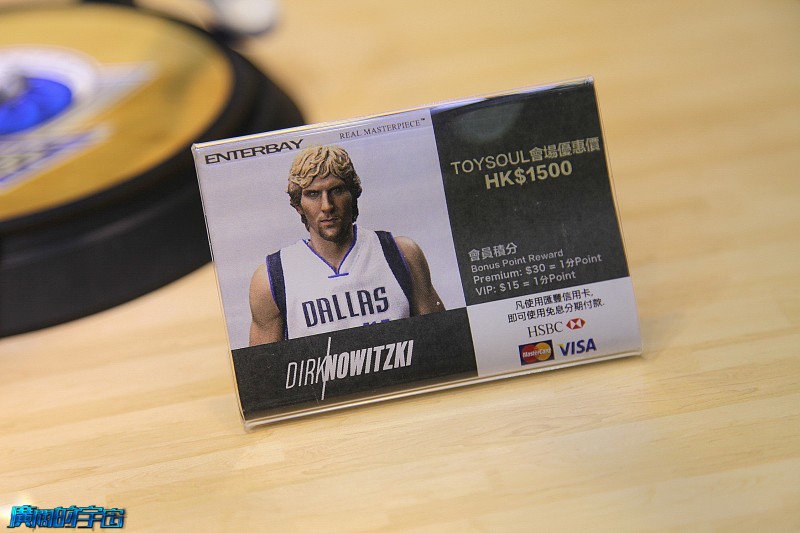 ENTERBAY
REAL MASTERPIECE™
DALLAS
DIRK NOWITZKI
TOYSOUL會場優惠價
HK$1500
會員積分
Bonus Point Reward
Premium: $30 = 1分Point
VIP: $15 = 1分Point
凡使用匯豐信用卡,
即可使用免息分期付款.
HSBC
MasterCard VISA
廣闊的宇宙